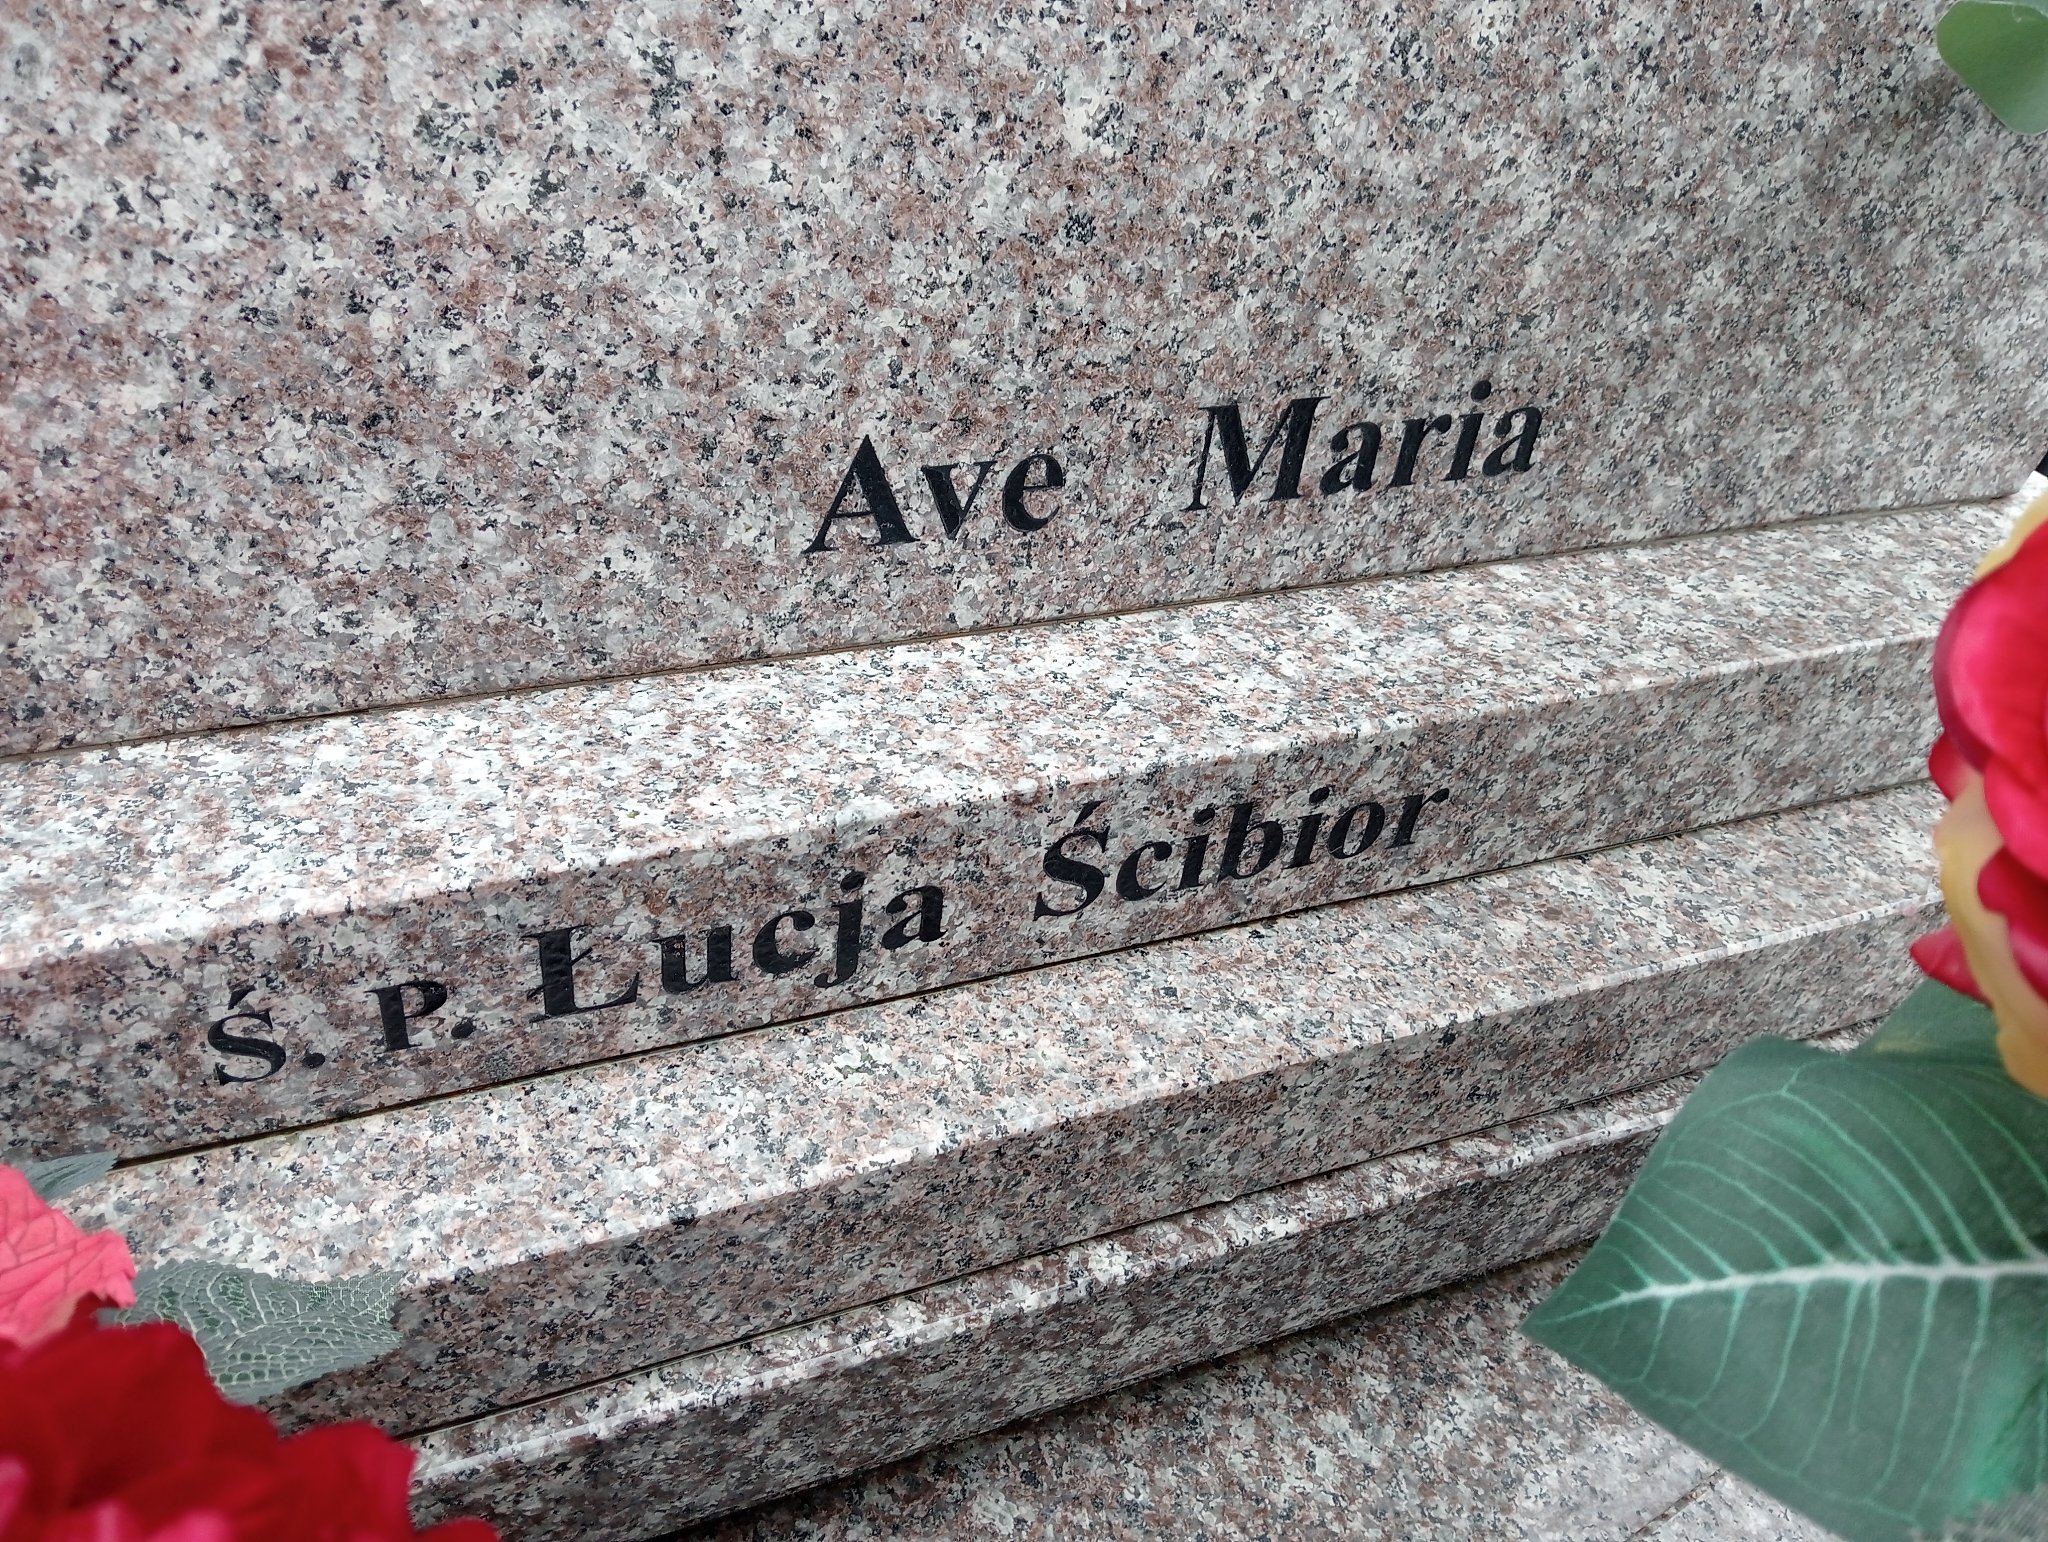 Ave Maria
Ś. P. Łucja Ścibior